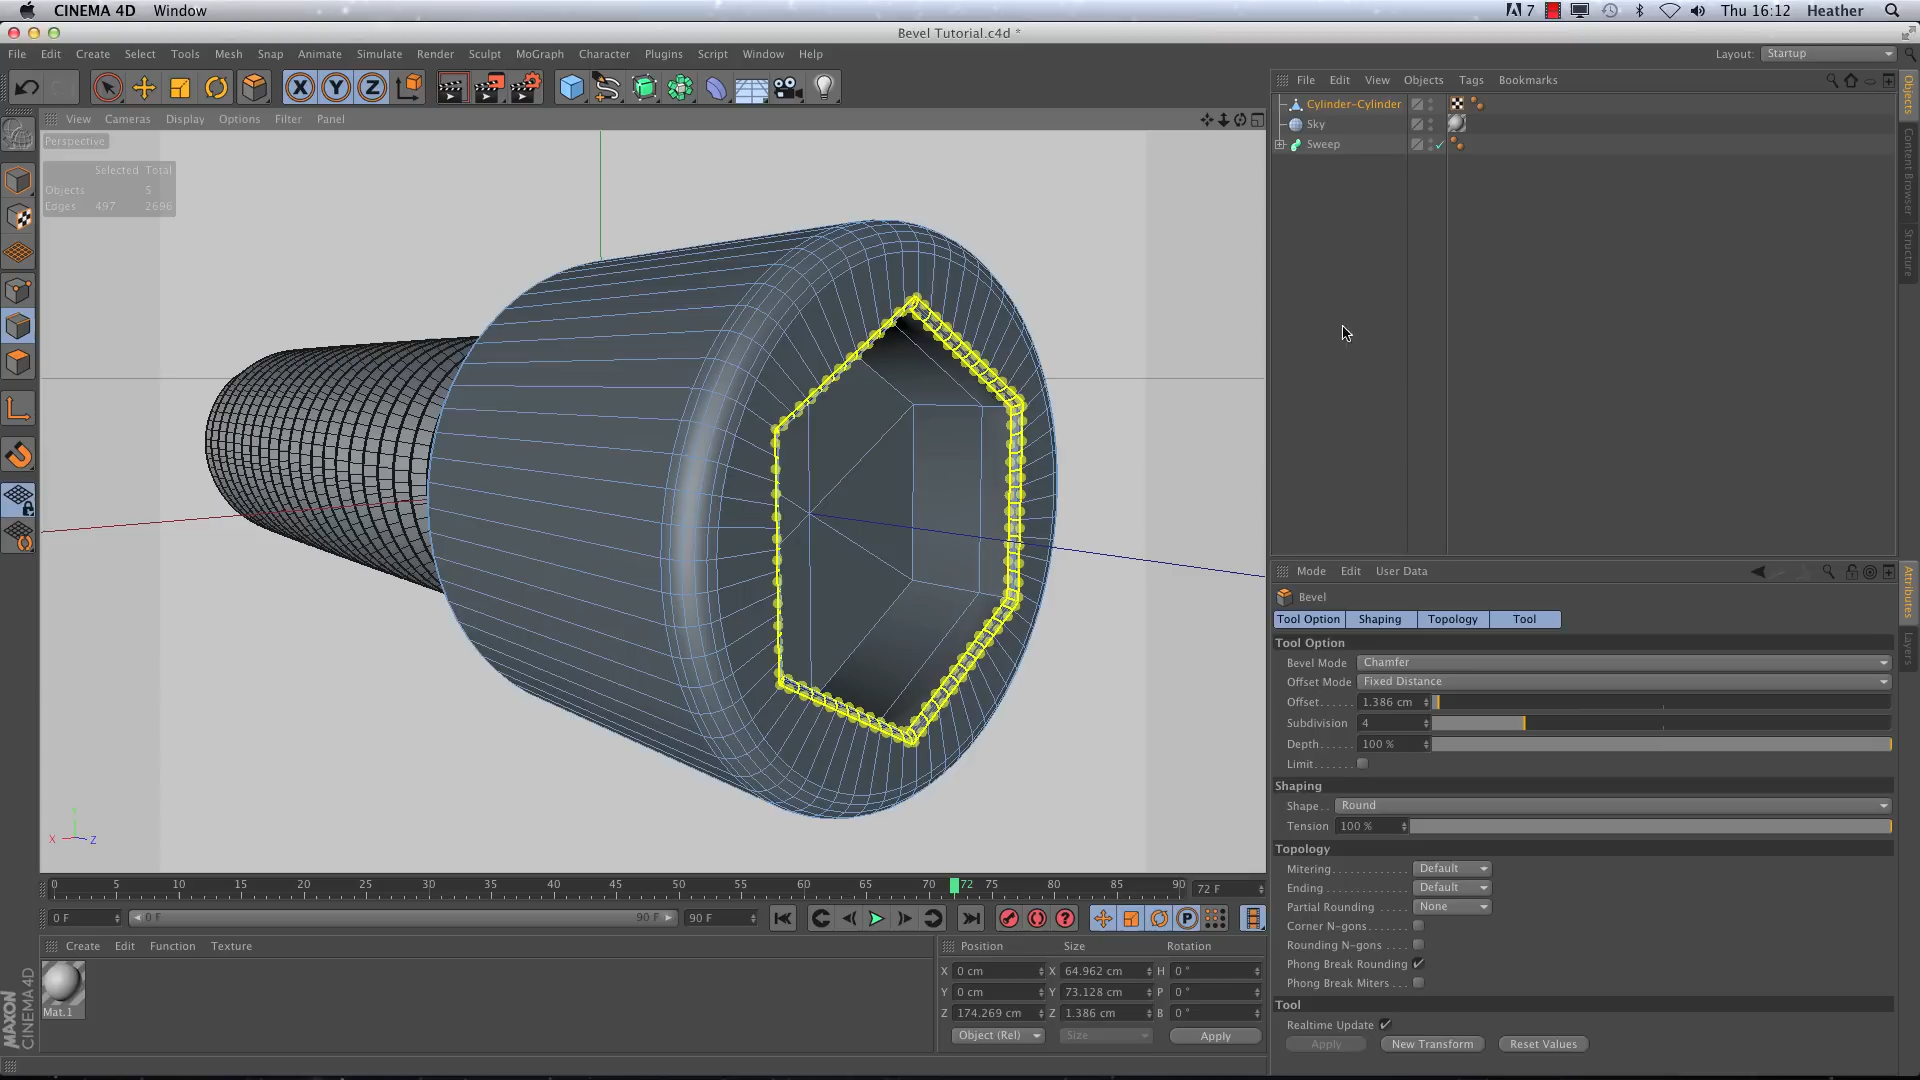 CINEMA 4D Window
7 Thu 16:12 Heather
Bevel Tutorial.c4d *
File Edit Create Select Tools Mesh Snap Animate Simulate Render Sculpt MoGraph Character Plugins Script Window Help
Layout: Startup
X Y Z
View Cameras Display Options Filter Panel
Perspective
Selected Total
Objects 5
Edges 497 2696
Y
X Z
File Edit View Objects Tags Bookmarks
Cylinder-Cylinder
Sky
Sweep
Objects
Content Browser
Structure
Mode Edit User Data
Bevel
Tool Option Shaping Topology Tool
Tool Option
Bevel Mode Chamfer
Offset Mode Fixed Distance
Offset...... 1.386 cm
Subdivision 4
Depth...... 100 %
Limit.......
Shaping
Shape.. Round
Tension 100 %
Topology
Mitering............ Default
Ending............. Default
Partial Rounding ..... None
Corner N-gons.......
Rounding N-gons ....
Phong Break Rounding
Phong Break Miters...
Tool
Realtime Update
Apply New Transform Reset Values
Attributes
Layers
0 5 10 15 20 25 30 35 40 45 50 55 60 65 70 72 75 80 85 90
72 F
0 F 0 F 90 F 90 F
P
Create Edit Function Texture
Mat.1
Position Size Rotation
X 0 cm X 64.962 cm H 0 °
Y 0 cm Y 73.128 cm P 0 °
Z 174.269 cm Z 1.386 cm B 0 °
Object (Rel) Size Apply
MAXON
CINEMA 4D